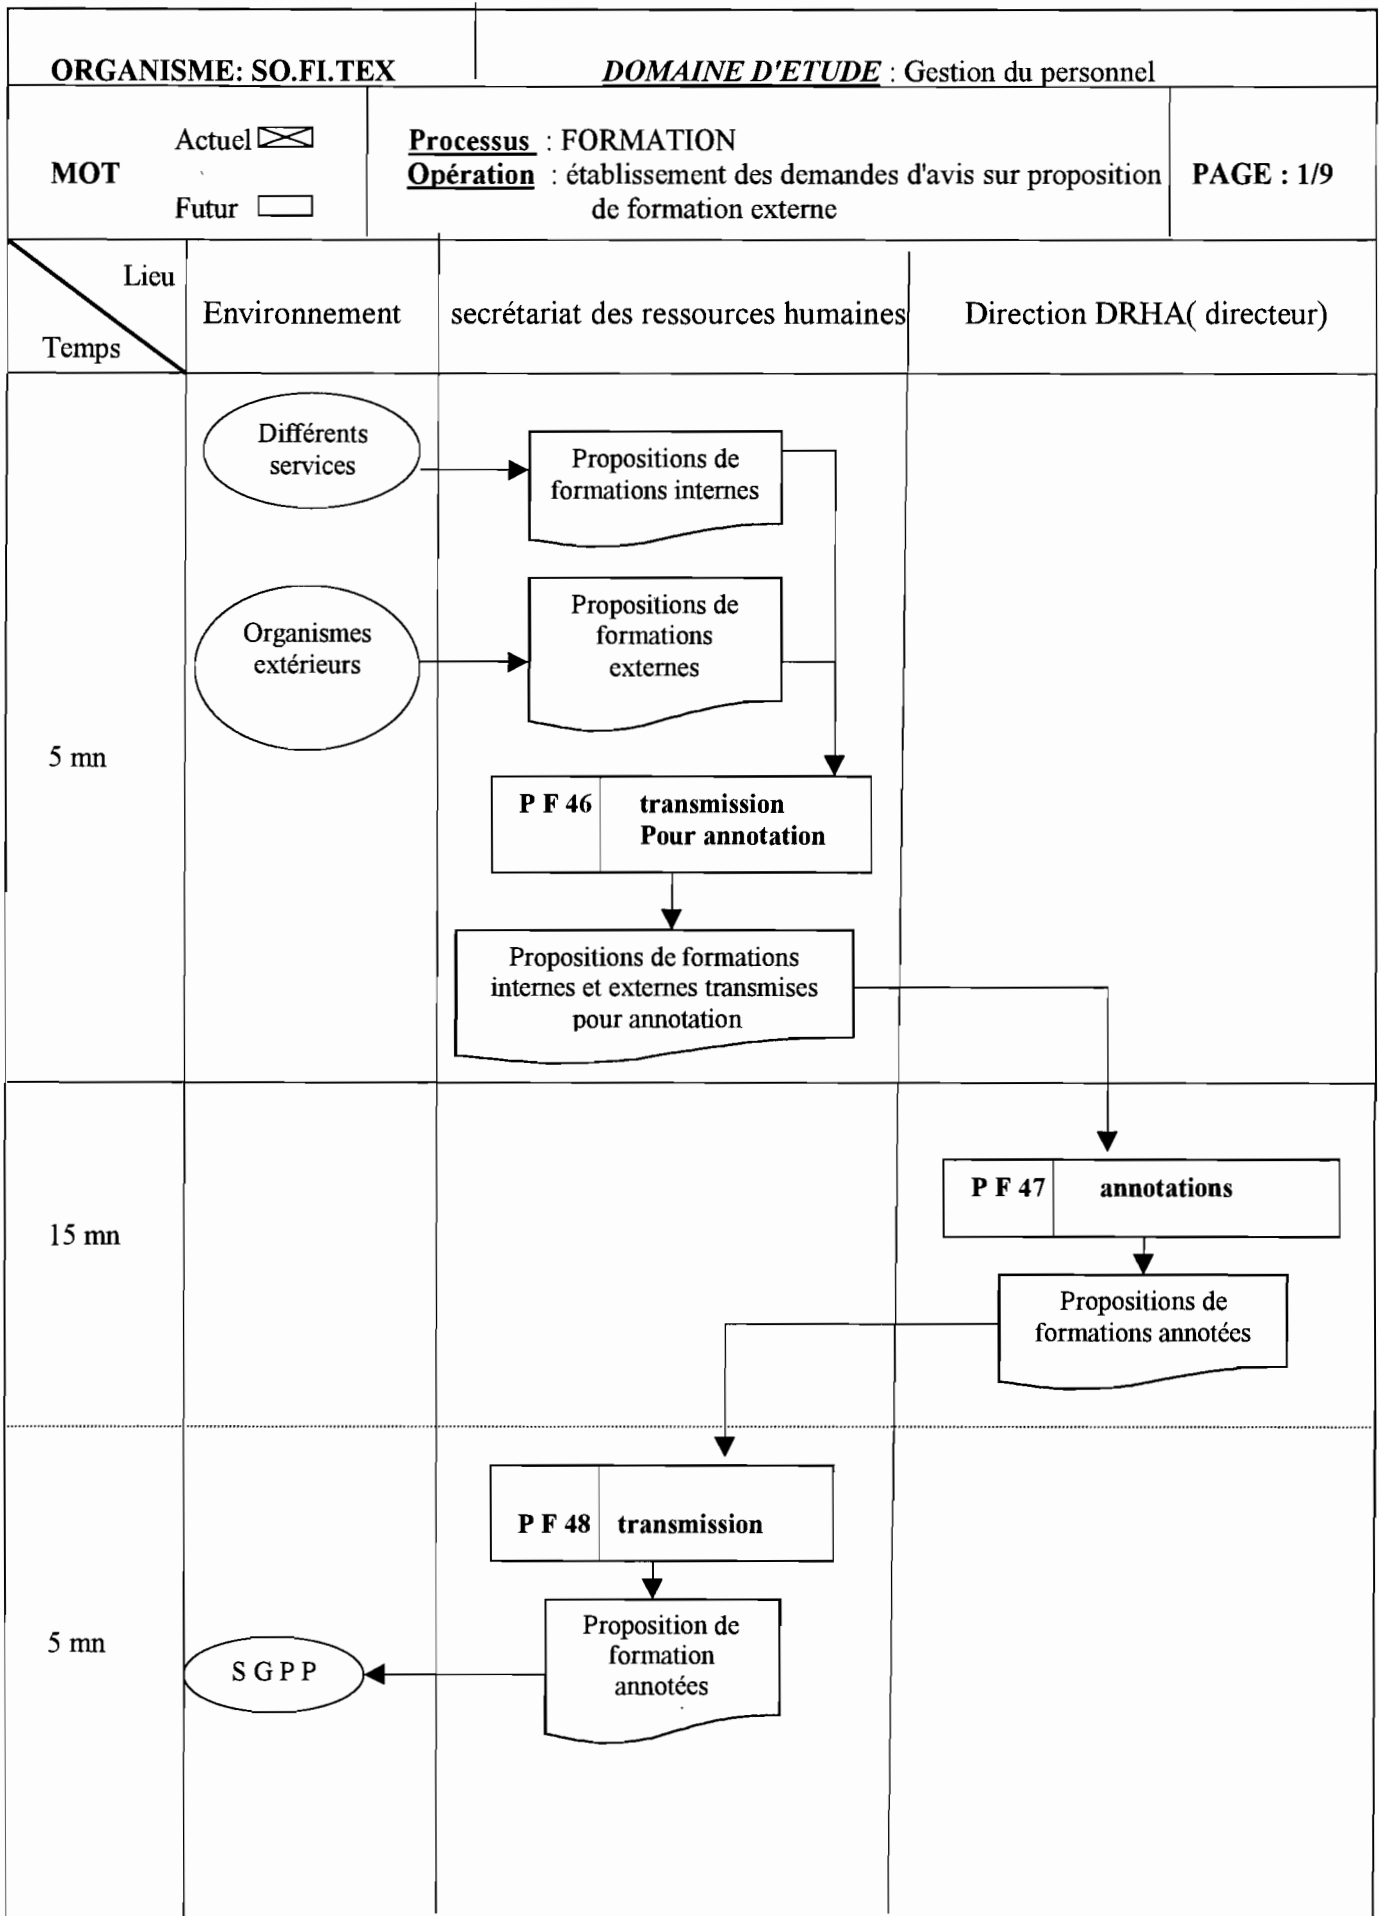 ORGANISME: SO.FI.TEX
DOMAINE D'ETUDE : Gestion du personnel
MOT
Actuel
Futur
Processus : FORMATION
Opération : établissement des demandes d'avis sur proposition
de formation externe
PAGE : 1/9
Lieu
Temps
Environnement
secrétariat des ressources humaines
Direction DRHA( directeur)
Différents
services
Propositions de
formations internes
Organismes
extérieurs
Propositions de
formations
externes
5 mn
P F 46
transmission
Pour annotation
Propositions de formations
internes et externes transmises
pour annotation
15 mn
P F 47
annotations
Propositions de
formations annotées
P F 48
transmission
5 mn
S G P P
Proposition de
formation
annotées